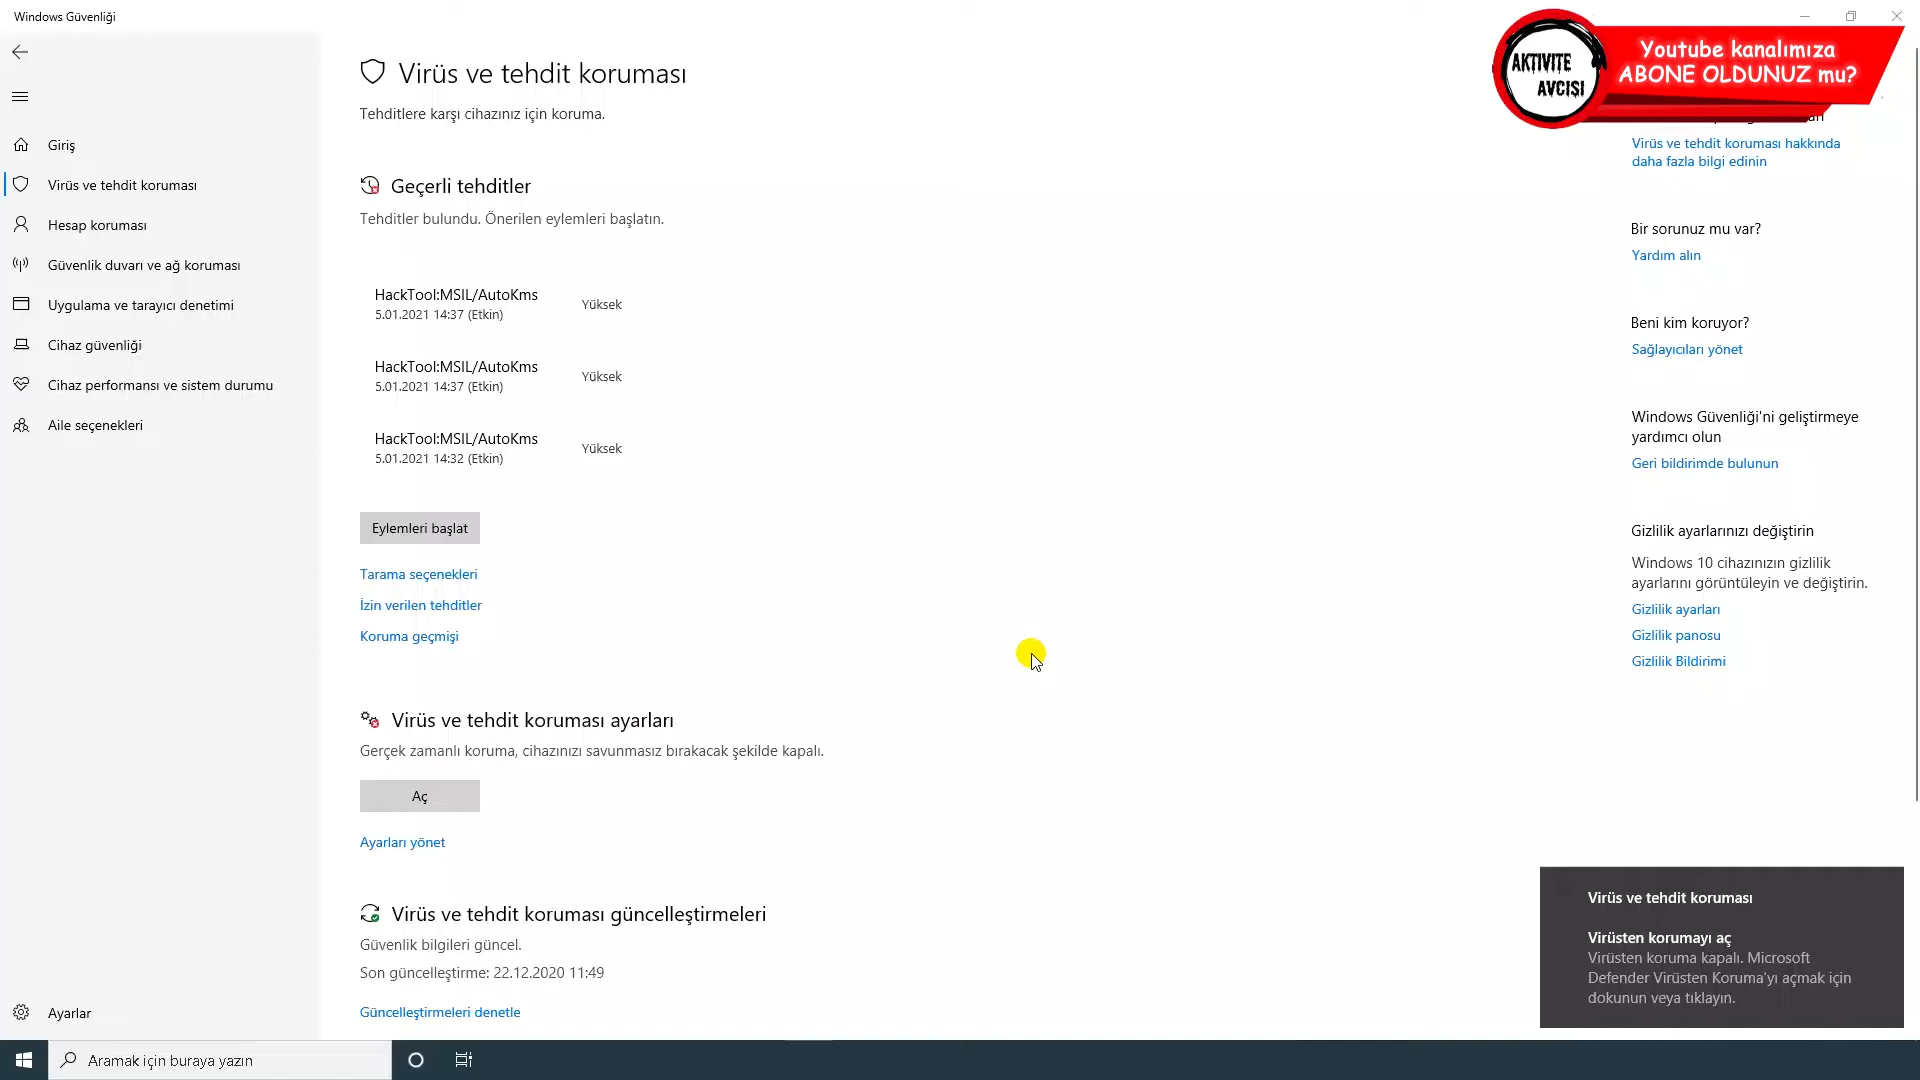 Windows Güvenliği
AKTIVITE
AVCISI
Youtube kanalımıza
ABONE OLDUNUZ mu?
Giriş
Virüs ve tehdit koruması
Hesap koruması
Güvenlik duvarı ve ağ koruması
Uygulama ve tarayıcı denetimi
Cihaz güvenliği
Cihaz performansı ve sistem durumu
Aile seçenekleri
Ayarlar
Virüs ve tehdit koruması
Tehditlere karşı cihazınız için koruma.
Geçerli tehditler
Tehditler bulundu. Önerilen eylemleri başlatın.
HackTool:MSIL/AutoKms
5.01.2021 14:37 (Etkin)
Yüksek
HackTool:MSIL/AutoKms
5.01.2021 14:37 (Etkin)
Yüksek
HackTool:MSIL/AutoKms
5.01.2021 14:32 (Etkin)
Yüksek
Eylemleri başlat
Tarama seçenekleri
İzin verilen tehditler
Koruma geçmişi
Virüs ve tehdit koruması ayarları
Gerçek zamanlı koruma, cihazınızı savunmasız bırakacak şekilde kapalı.
Aç
Ayarları yönet
Virüs ve tehdit koruması güncelleştirmeleri
Güvenlik bilgileri güncel.
Son güncelleştirme: 22.12.2020 11:49
Güncelleştirmeleri denetle
Virüs ve tehdit koruması hakkında
daha fazla bilgi edinin
Bir sorunuz mu var?
Yardım alın
Beni kim koruyor?
Sağlayıcıları yönet
Windows Güvenliği'ni geliştirmeye
yardımcı olun
Geri bildirimde bulunun
Gizlilik ayarlarınızı değiştirin
Windows 10 cihazınızın gizlilik
ayarlarını görüntüleyin ve değiştirin.
Gizlilik ayarları
Gizlilik panosu
Gizlilik Bildirimi
Virüs ve tehdit koruması
Virüsten korumayı aç
Virüsten koruma kapalı. Microsoft
Defender Virüsten Koruma'yı açmak için
dokunun veya tıklayın.
Aramak için buraya yazın